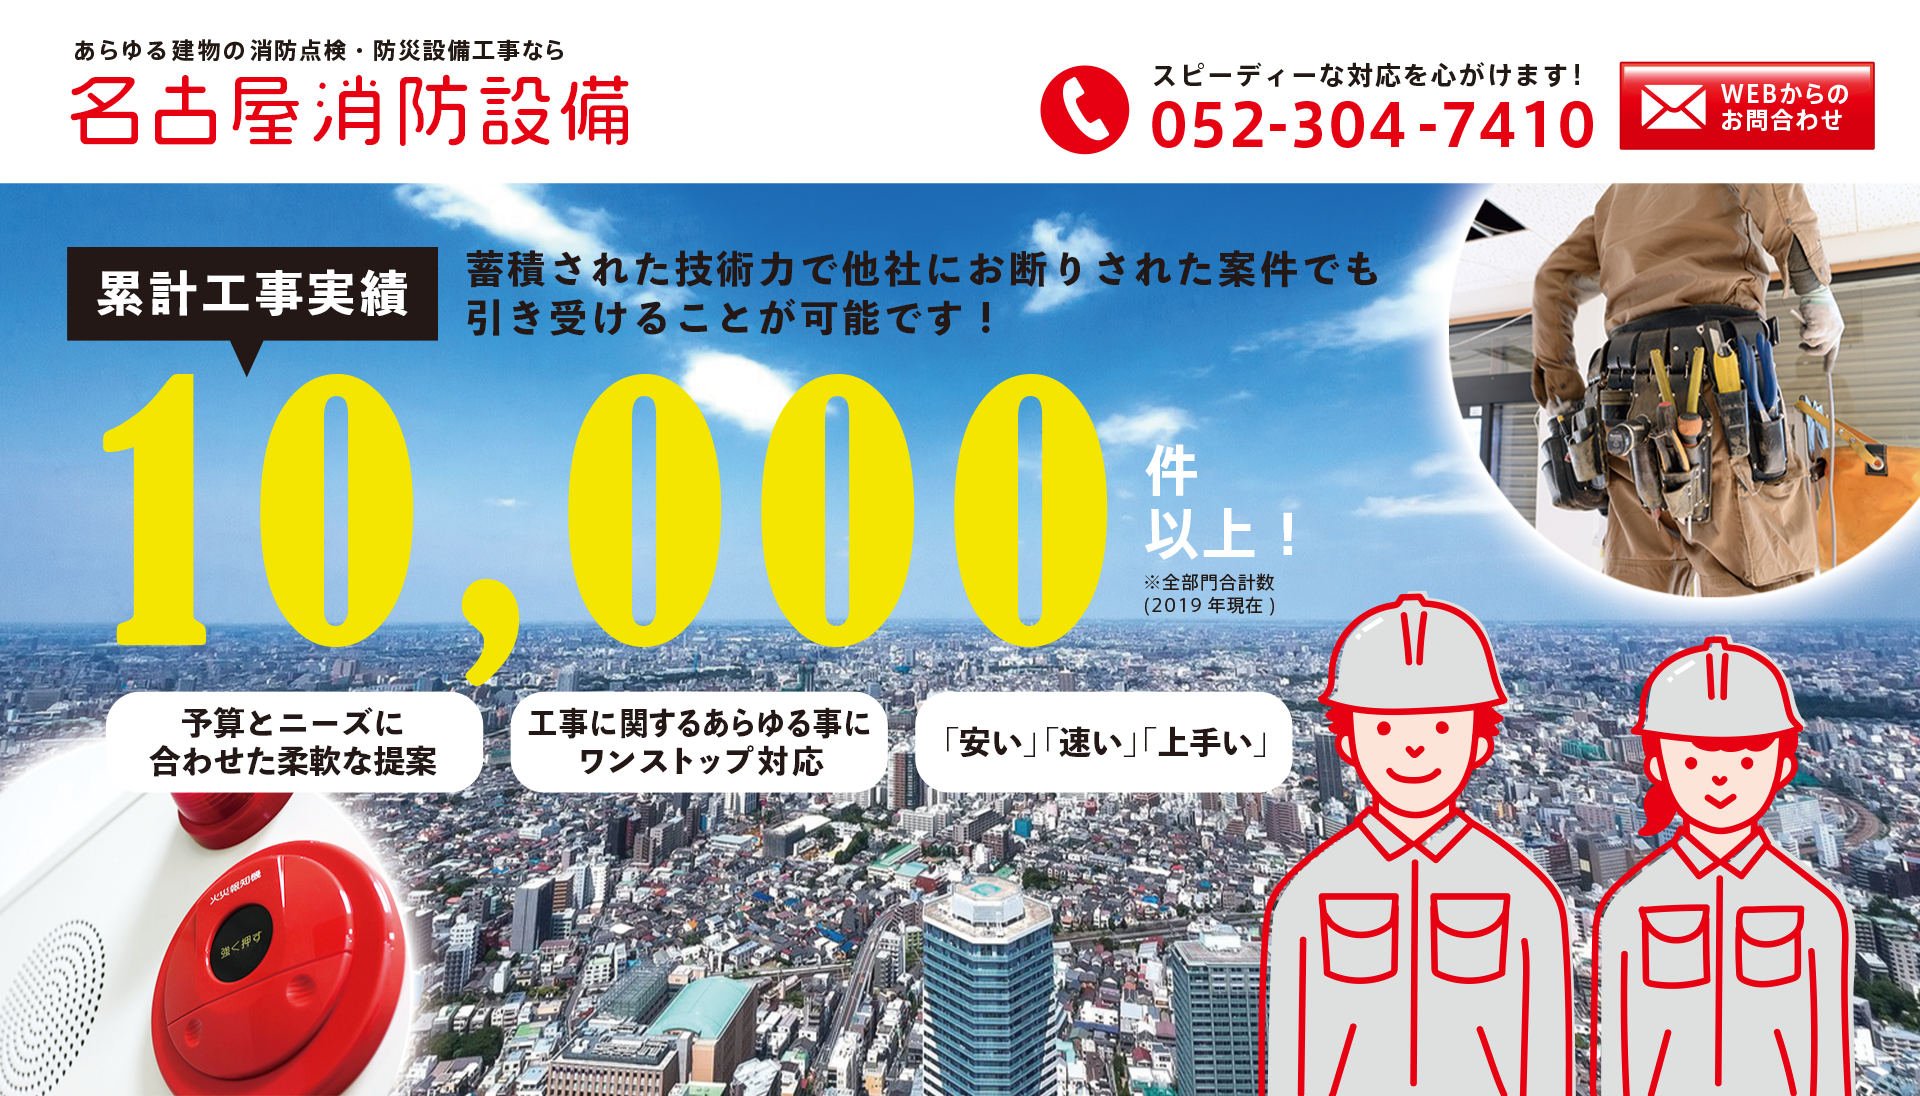 あらゆる建物の消防点検・防災設備工事なら
名古屋消防設備
スピーディーな対応を心がけます!
052-304-7410
WEBからの
お問合わせ
累計工事実績
蓄積された技術力で他社にお断りされた案件でも
引き受けることが可能です！
10,000
件
以上！
※全部門合計数
(2019年現在)
予算とニーズに
合わせた柔軟な提案
工事に関するあらゆる事に
ワンストップ対応
「安い」「速い」「上手い」
火災報知機
強く押す